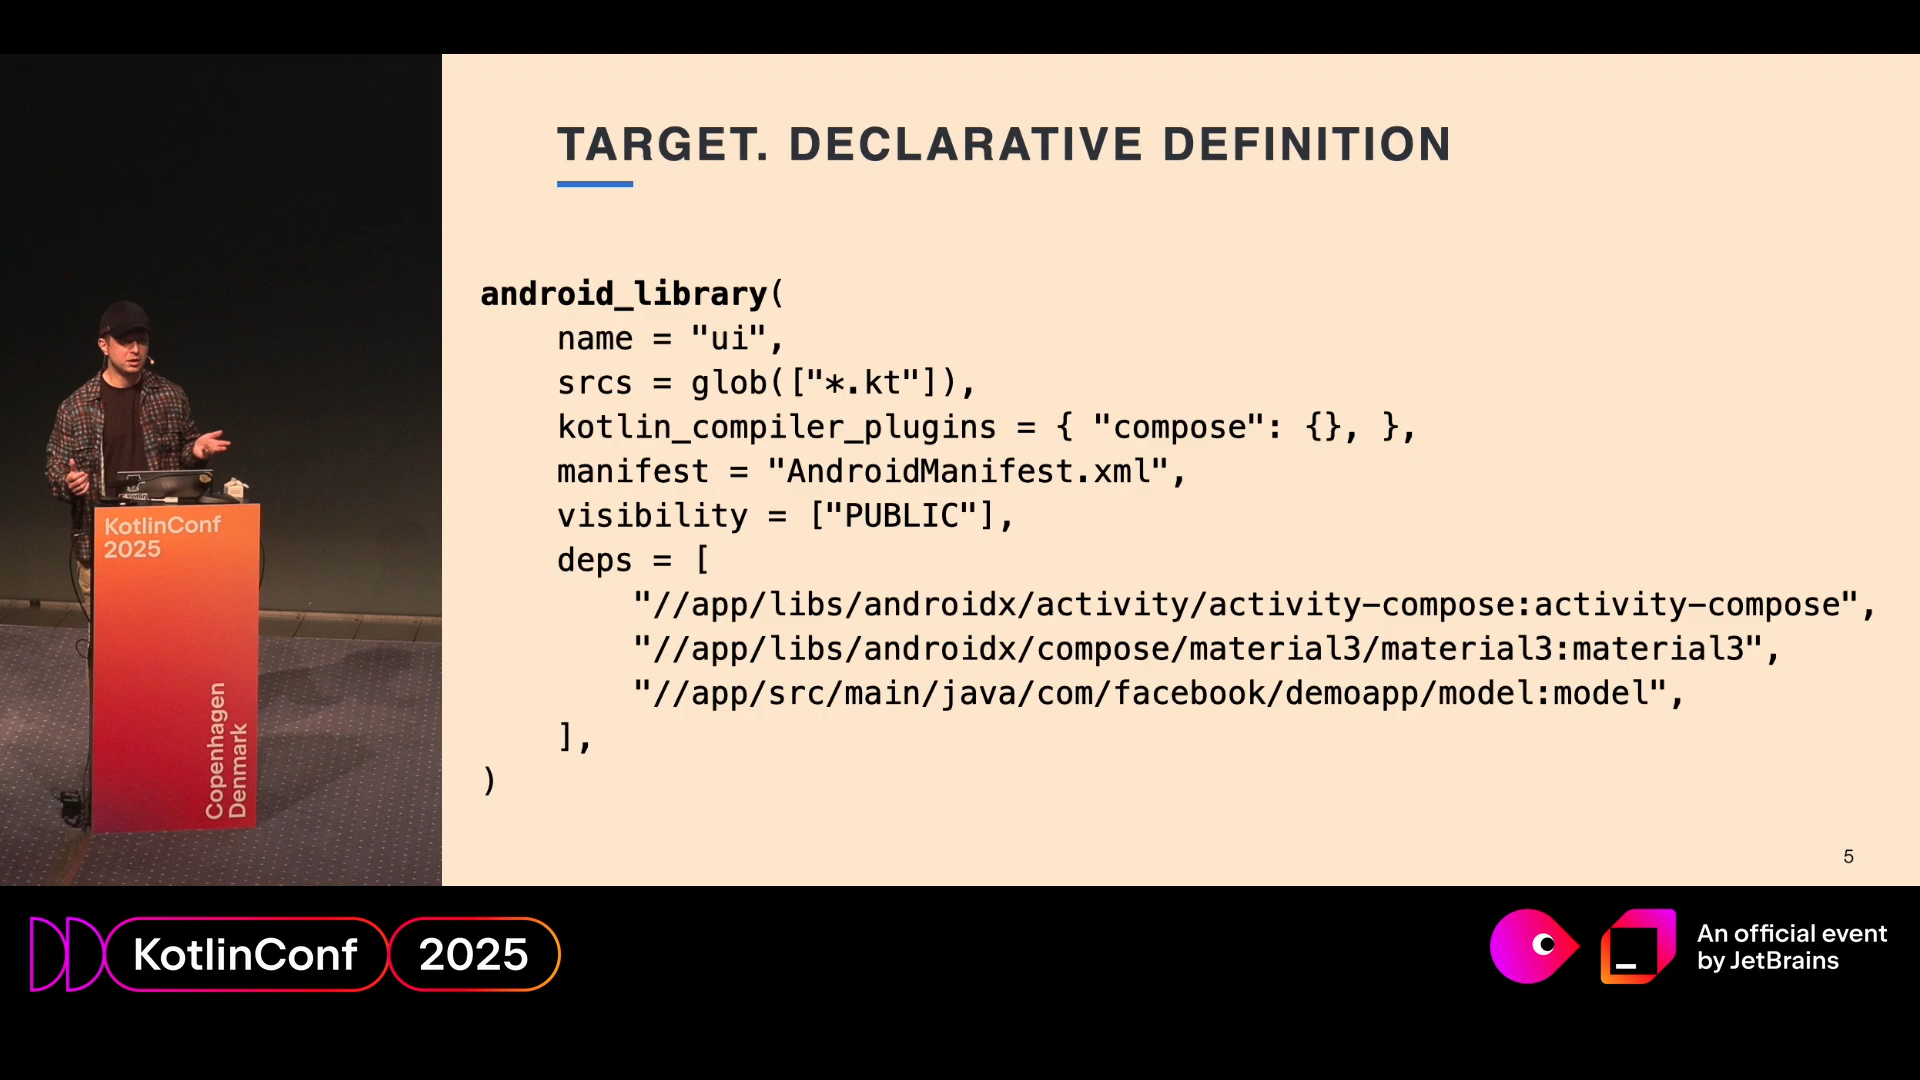 TARGET. DECLARATIVE DEFINITION
android_library(
    name = "ui",
    srcs = glob(["*.kt"]),
    kotlin_compiler_plugins = { "compose": {}, },
    manifest = "AndroidManifest.xml",
    visibility = ["PUBLIC"],
    deps = [
        "//app/libs/androidx/activity/activity-compose:activity-compose",
        "//app/libs/androidx/compose/material3/material3:material3",
        "//app/src/main/java/com/facebook/demoapp/model:model",
    ],
)
5
KotlinConf
2025
Copenhagen
Denmark
KotlinConf 2025
An official event
by JetBrains